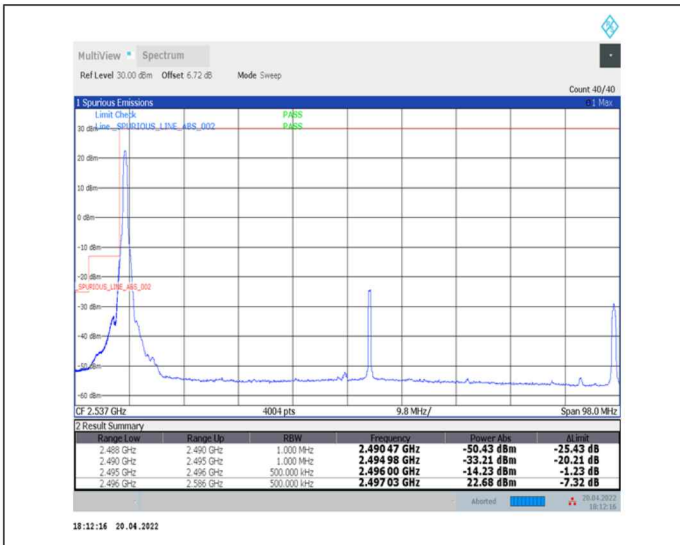 MultiView Spectrum
Ref Level 30.00 dBm Offset 6.72 dB Mode Sweep
Count 40/40
1 Spurious Emissions 1 Max
Limit Check PASS
30 dBm Line _SPURIOUS_LINE_ABS_002 PASS
20 dBm
10 dBm
0 dBm
-10 dBm
-20 dBm
_SPURIOUS_LINE_ABS_002
-30 dBm
-40 dBm
-50 dBm
-60 dBm
CF 2.537 GHz 4004 pts 9.8 MHz/ Span 98.0 MHz
2 Result Summary
Range Low Range Up RBW Frequency Power Abs ΔLimit
2.488 GHz 2.490 GHz 1.000 MHz 2.490 47 GHz -50.43 dBm -25.43 dB
2.490 GHz 2.495 GHz 1.000 MHz 2.494 98 GHz -33.21 dBm -20.21 dB
2.495 GHz 2.496 GHz 500.000 kHz 2.496 00 GHz -14.23 dBm -1.23 dB
2.496 GHz 2.586 GHz 500.000 kHz 2.497 03 GHz 22.68 dBm -7.32 dB
Aborted 20.04.2022
18:12:16
18:12:16 20.04.2022